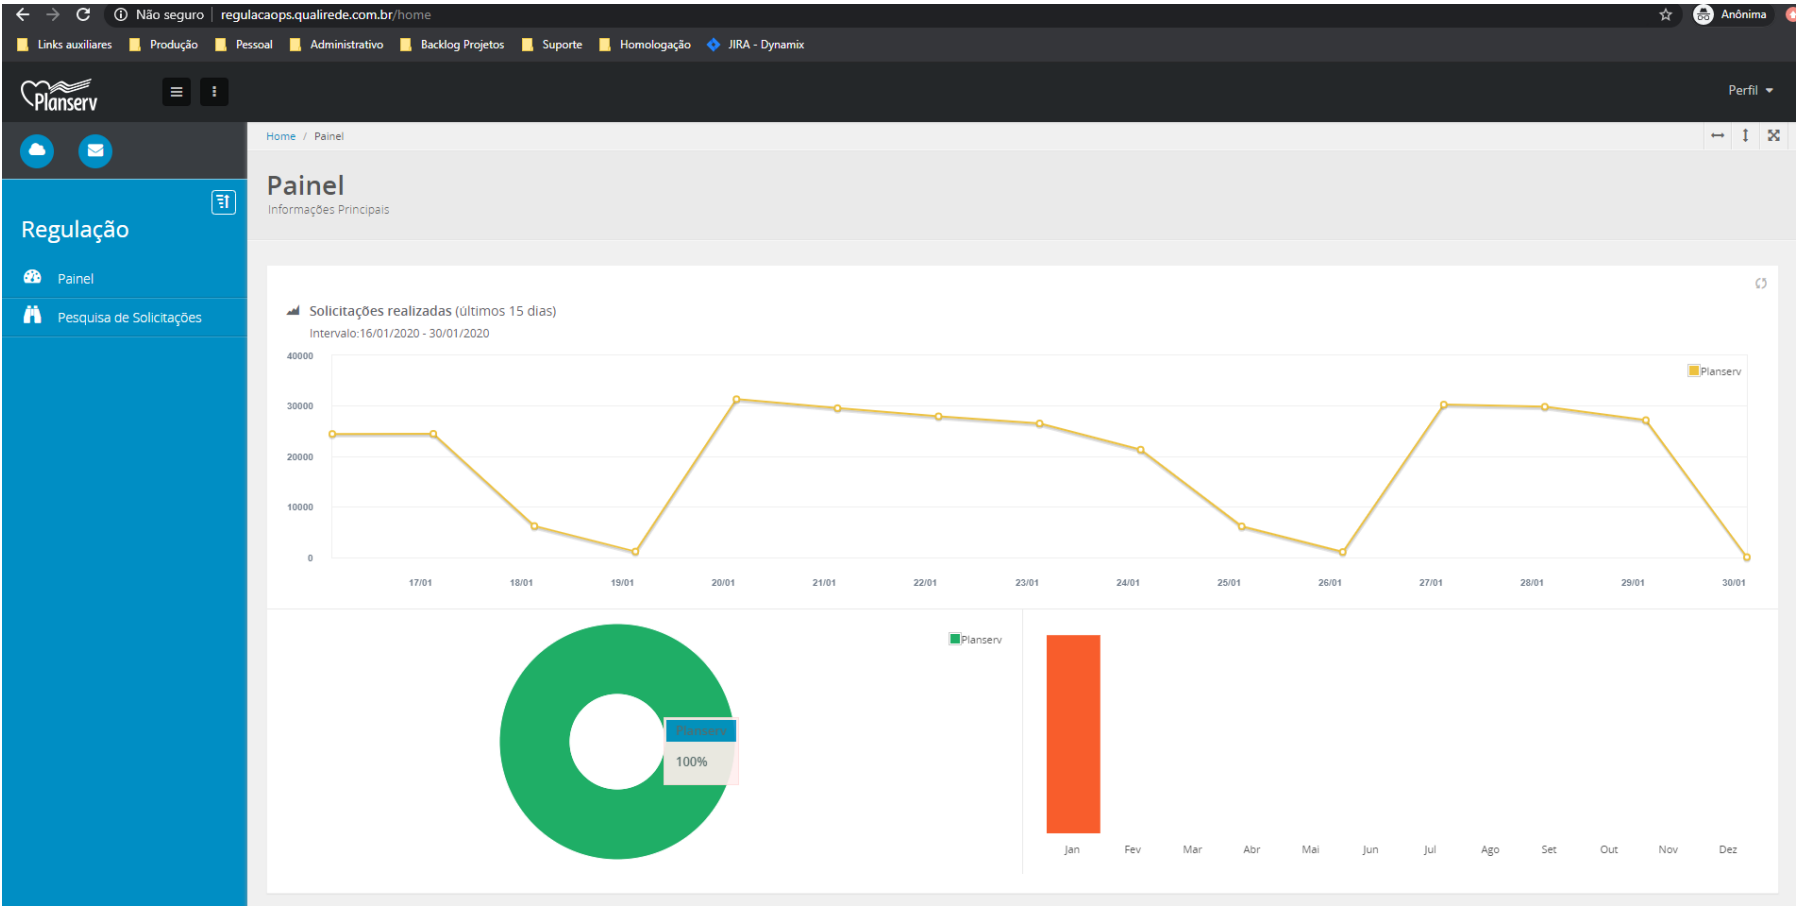 Não seguro | regulacaops.qualirede.com.br/home
Anônima
Links auxiliares Produção Pessoal Administrativo Backlog Projetos Suporte Homologação JIRA - Dynamix
Planserv
Perfil
Home / Painel
Painel
Informações Principais
Regulação
Painel
Pesquisa de Solicitações
Solicitações realizadas (últimos 15 dias)
Intervalo:16/01/2020 - 30/01/2020
40000
Planserv
30000
20000
10000
0
17/01 18/01 19/01 20/01 21/01 22/01 23/01 24/01 25/01 26/01 27/01 28/01 29/01 30/01
Planserv
Planserv
100%
Jan Fev Mar Abr Mai Jun Jul Ago Set Out Nov Dez